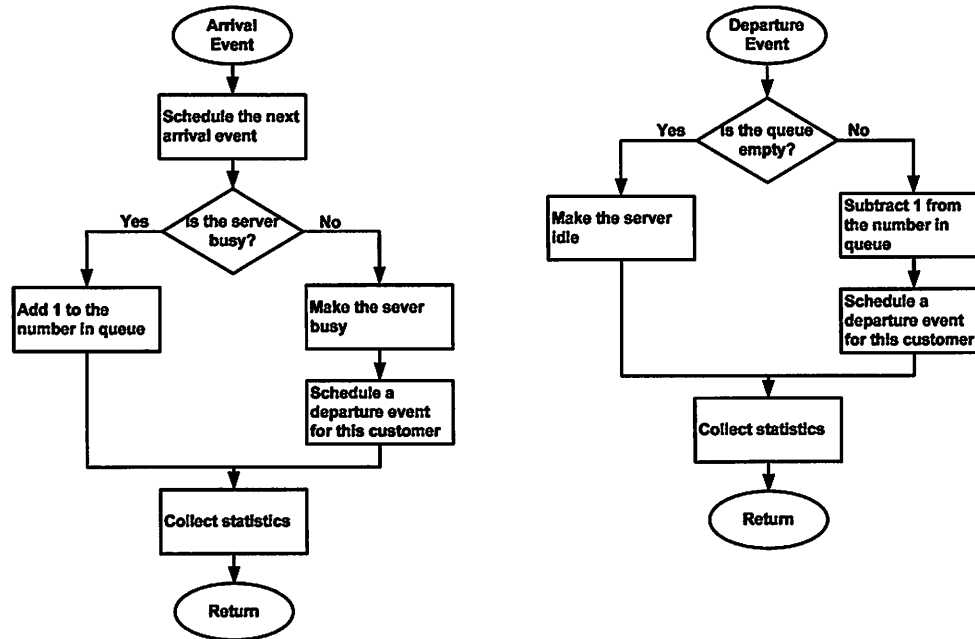 Arrival
Event
Schedule the next
arrival event
Yes
Is the server
busy?
No
Add 1 to the
number in queue
Make the sever
busy
Schedule a
departure event
for this customer
Collect statistics
Return
Departure
Event
Yes
Is the queue
empty?
No
Make the server
idle
Subtract 1 from
the number in
queue
Schedule a
departure event
for this customer
Collect statistics
Return